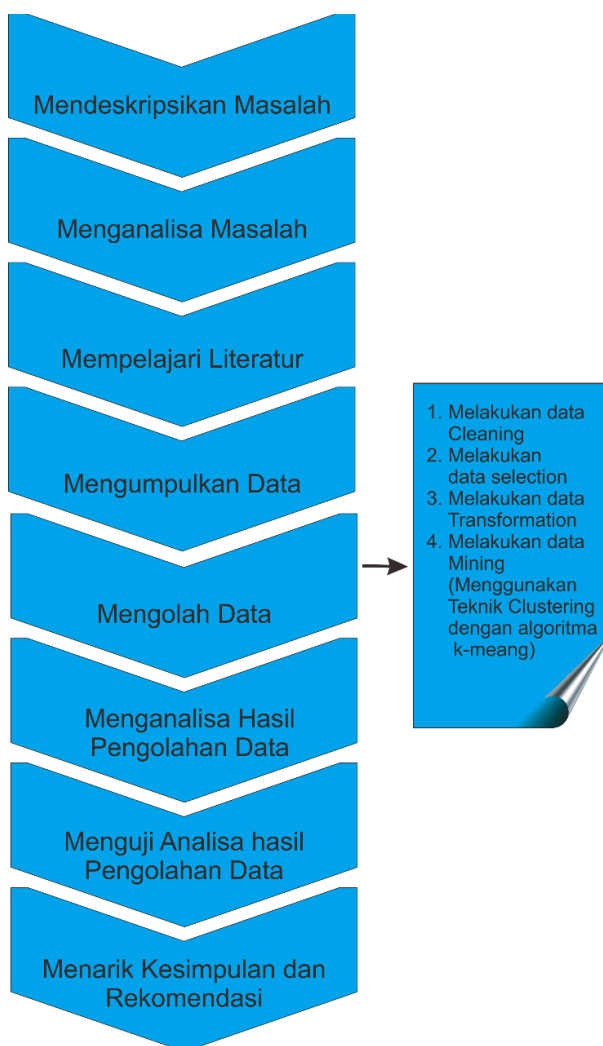 Mendeskripsikan Masalah
Menganalisa Masalah
Mempelajari Literatur
Mengumpulkan Data
Mengolah Data
1. Melakukan data
Cleaning
2. Melakukan
data selection
3. Melakukan data
Transformation
4. Melakukan data
Mining
(Menggunakan
Teknik Clustering
dengan algoritma
k-meang)
Menganalisa Hasil
Pengolahan Data
Menguji Analisa hasil
Pengolahan Data
Menarik Kesimpulan dan
Rekomendasi